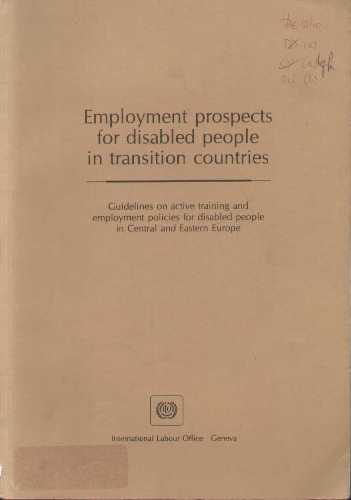 Employment prospects
for disabled people
in transition countries
Guidelines on active training and
employment policies for disabled people
in Central and Eastern Europe
International Labour Office Geneva